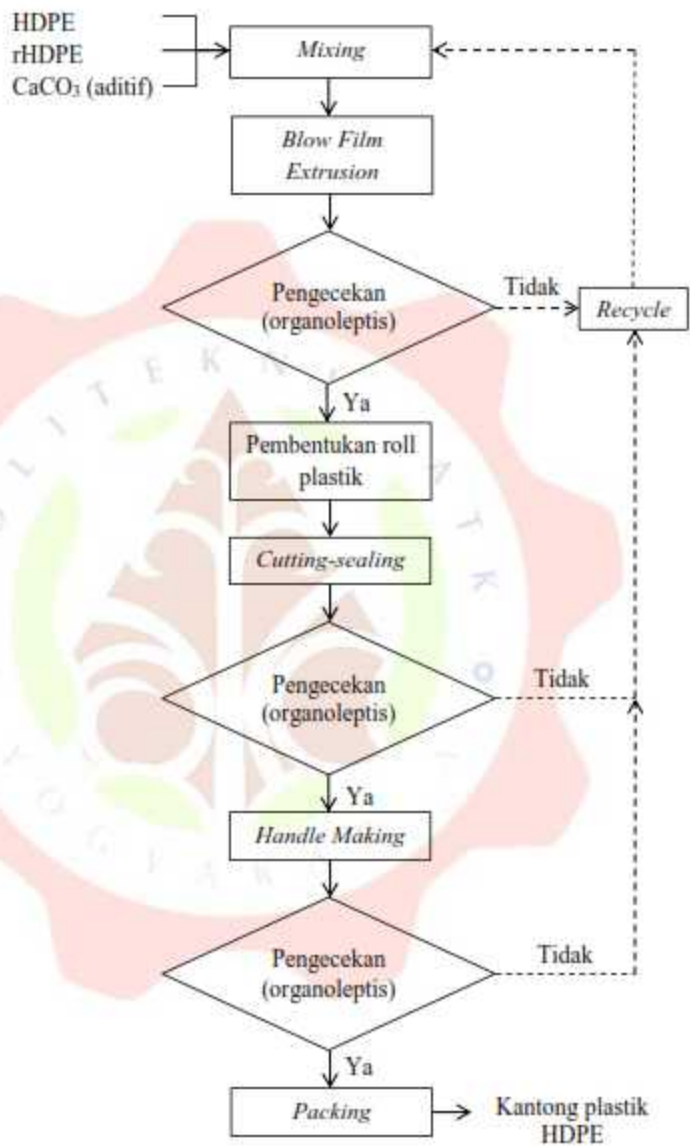 HDPE
rHDPE
CaCO₃ (aditif)
Mixing
Blow Film
Extrusion
Pengecekan
(organoleptis)
Tidak
Recycle
Ya
Pembentukan roll
plastik
Cutting-sealing
Pengecekan
(organoleptis)
Tidak
Ya
Handle Making
Pengecekan
(organoleptis)
Tidak
Ya
Packing
Kantong plastik
HDPE